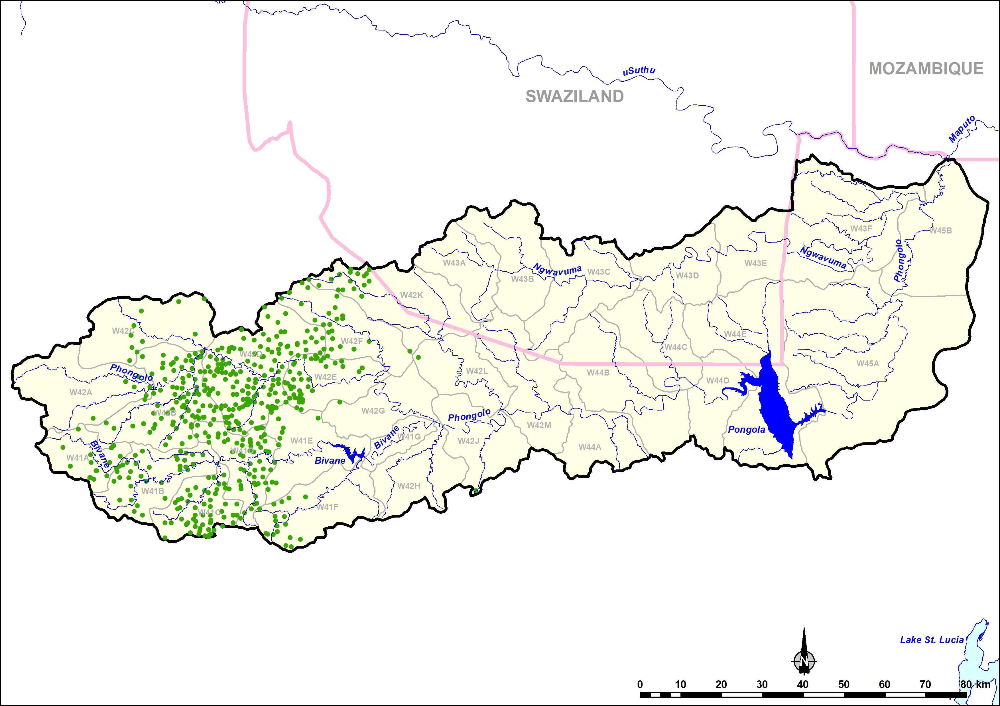 MOZAMBIQUE
uSuthu
SWAZILAND
Maputo
W43F
W45B
Ngwavuma
Phongolo
W43A
W43E
Ngwavuma
W43C
W43D
W43B
W42K
W42C
W44E
W42F
W44C
W42D
W45A
Phongolo
W42L
W44B
W42E
W44D
W42A
W42G
W42B
Phongolo
W42M
Pongola
Bivane
W41G
W41E
W42J
W44A
Bivane
W41D
W41A
Bivane
W42H
W41B
W41F
W41C
Lake St. Lucia
N
0 10 20 30 40 50 60 70 80 km